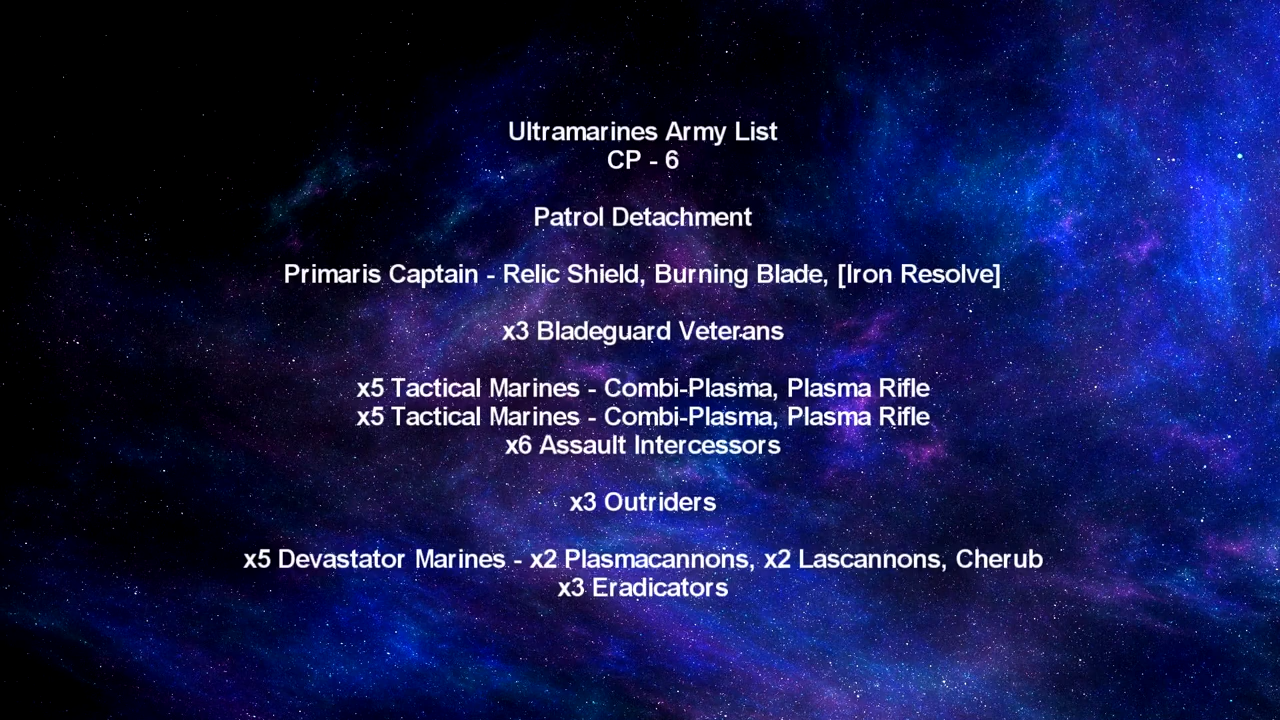 Ultramarines Army List
CP - 6
Patrol Detachment
Primaris Captain - Relic Shield, Burning Blade, [Iron Resolve]
x3 Bladeguard Veterans
x5 Tactical Marines - Combi-Plasma, Plasma Rifle
x5 Tactical Marines - Combi-Plasma, Plasma Rifle
x6 Assault Intercessors
x3 Outriders
x5 Devastator Marines - x2 Plasmacannons, x2 Lascannons, Cherub
x3 Eradicators